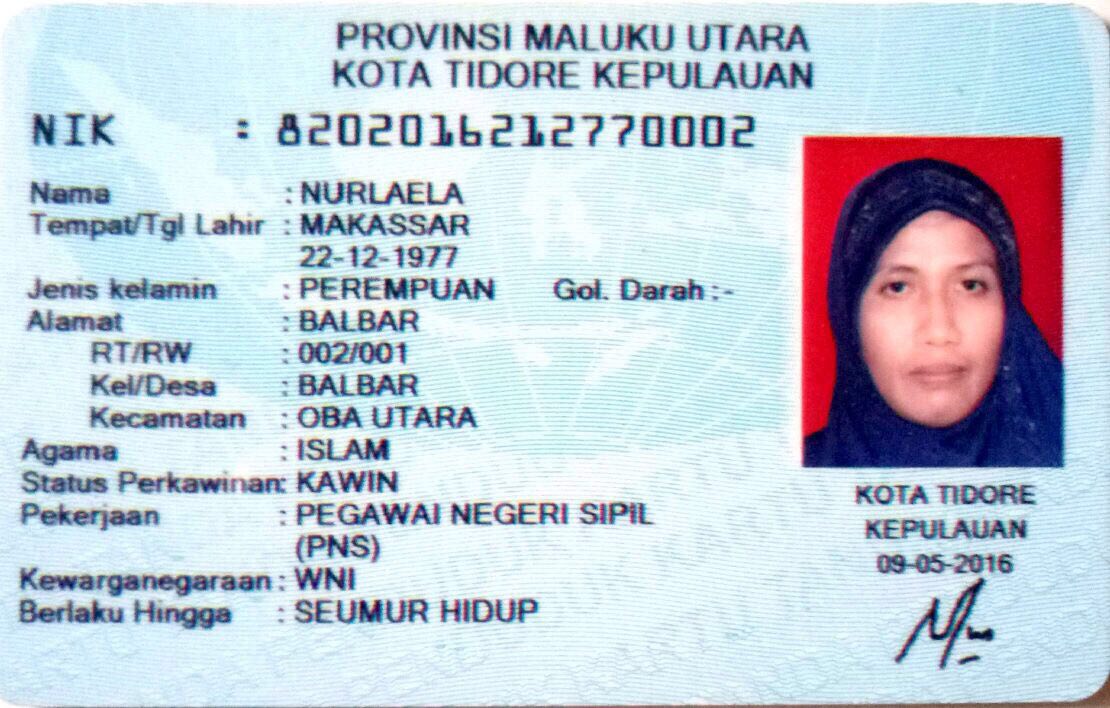 PROVINSI MALUKU UTARA
KOTA TIDORE KEPULAUAN
NIK : 8202016212770002
Nama : NURLAELA
Tempat/Tgl Lahir : MAKASSAR
22-12-1977
Jenis kelamin : PEREMPUAN Gol. Darah :-
Alamat : BALBAR
RT/RW : 002/001
Kel/Desa : BALBAR
Kecamatan : OBA UTARA
Agama : ISLAM
Status Perkawinan: KAWIN
Pekerjaan : PEGAWAI NEGERI SIPIL
(PNS)
Kewarganegaraan : WNI
Berlaku Hingga : SEUMUR HIDUP
KOTA TIDORE
KEPULAUAN
09-05-2016